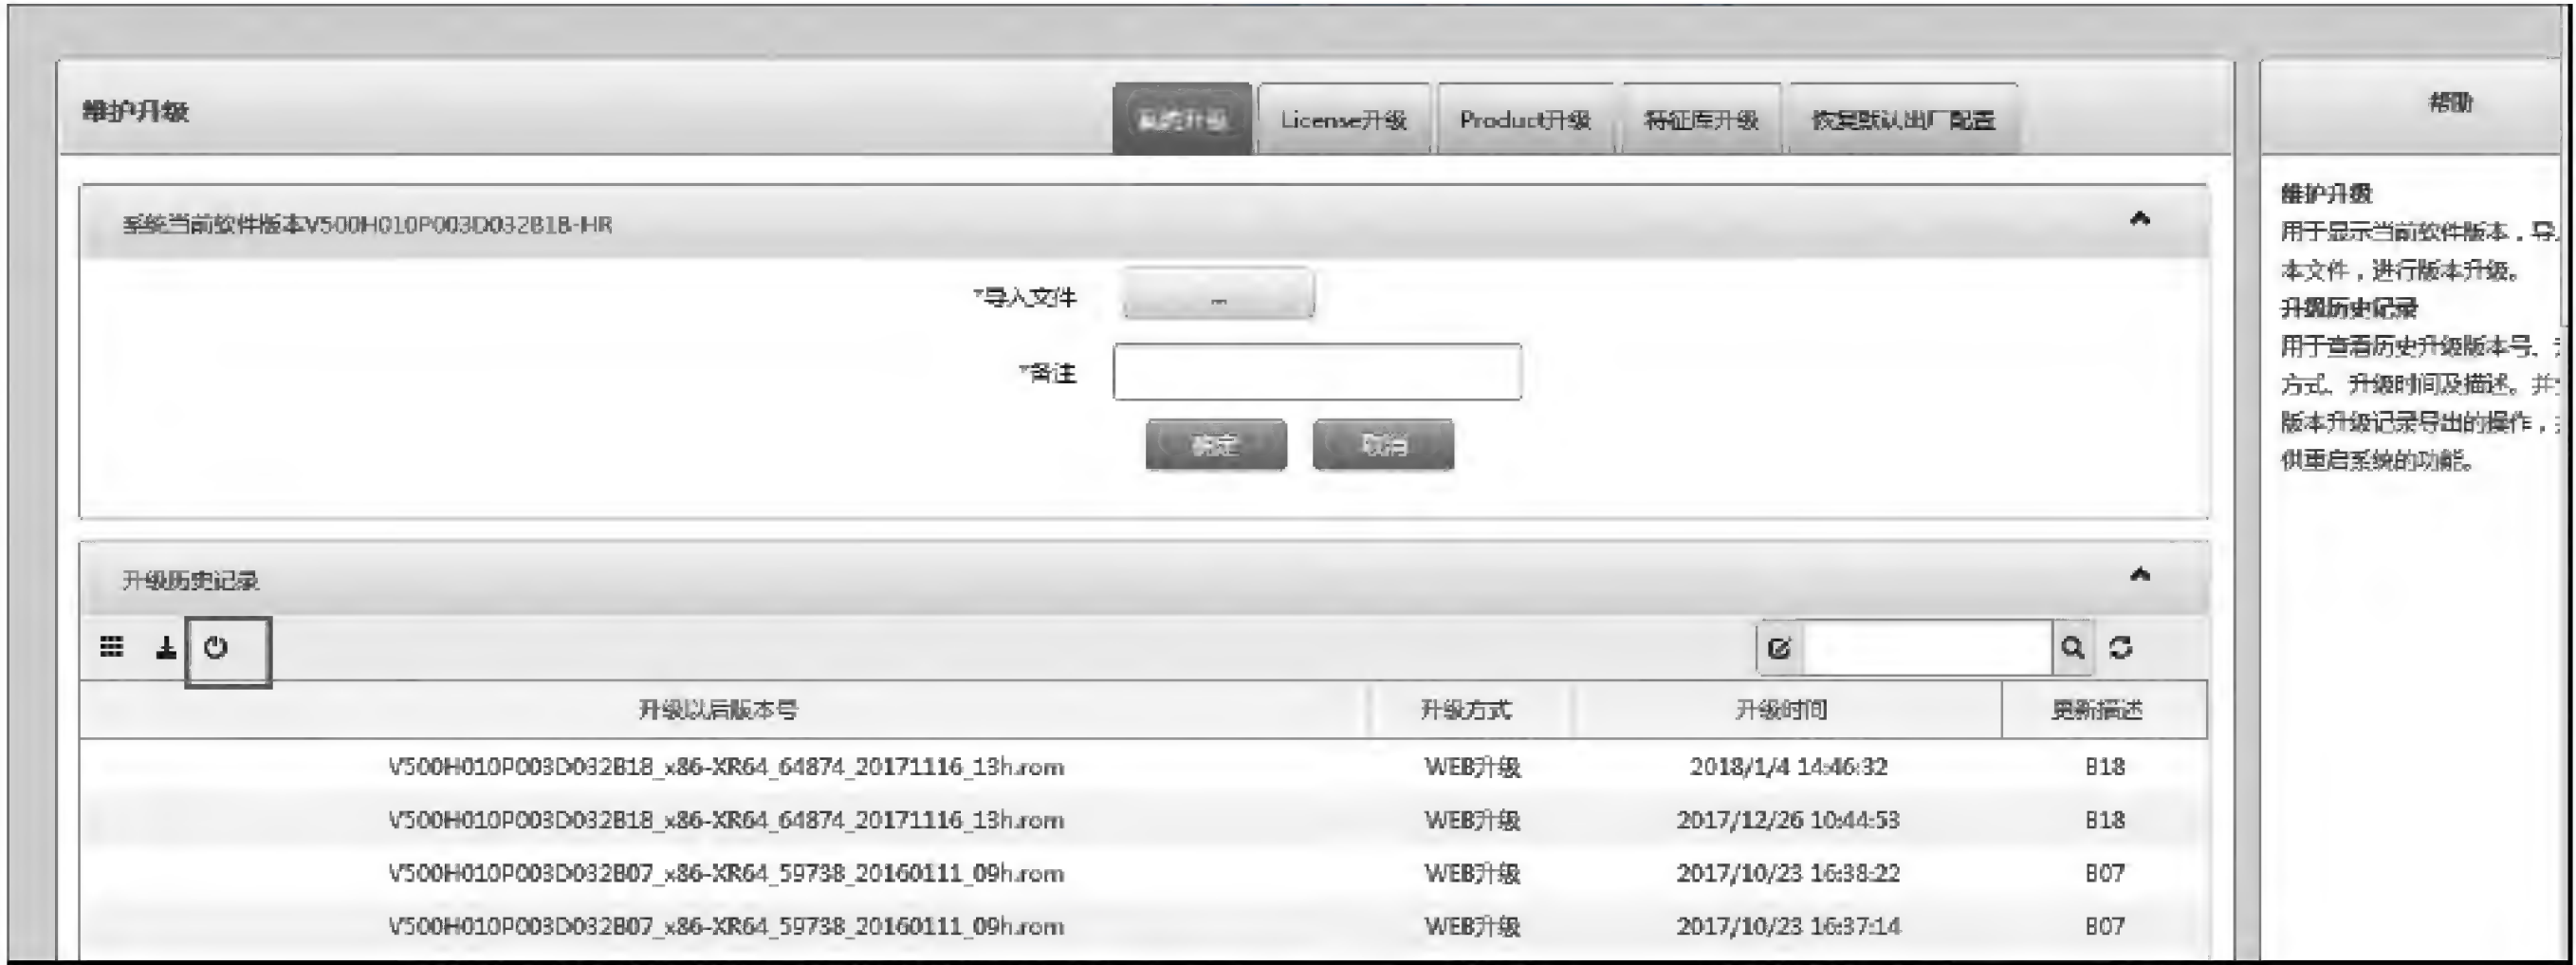 维护升级
系统升级
License升级
Product升级
特征库升级
恢复默认出厂配置
帮助
系统当前软件版本V500H010P003D032B18-HR
*导入文件
...
*备注
确定
取消
维护升级
用于显示当前软件版本，导
本文件，进行版本升级。
升级历史记录
用于查看历史升级版本号、
方式、升级时间及描述。并
版本升级记录导出的操作，
供重启系统的功能。
升级历史记录
升级以后版本号 升级方式 升级时间 更新描述
V500H010P003D032B18_x86-XR64_64874_20171116_13h.rom WEB升级 2018/1/4 14:46:32 B18
V500H010P003D032B18_x86-XR64_64874_20171116_13h.rom WEB升级 2017/12/26 10:44:53 B18
V500H010P003D032B07_x86-XR64_59738_20160111_09h.rom WEB升级 2017/10/23 16:38:22 B07
V500H010P003D032B07_x86-XR64_59738_20160111_09h.rom WEB升级 2017/10/23 16:37:14 B07